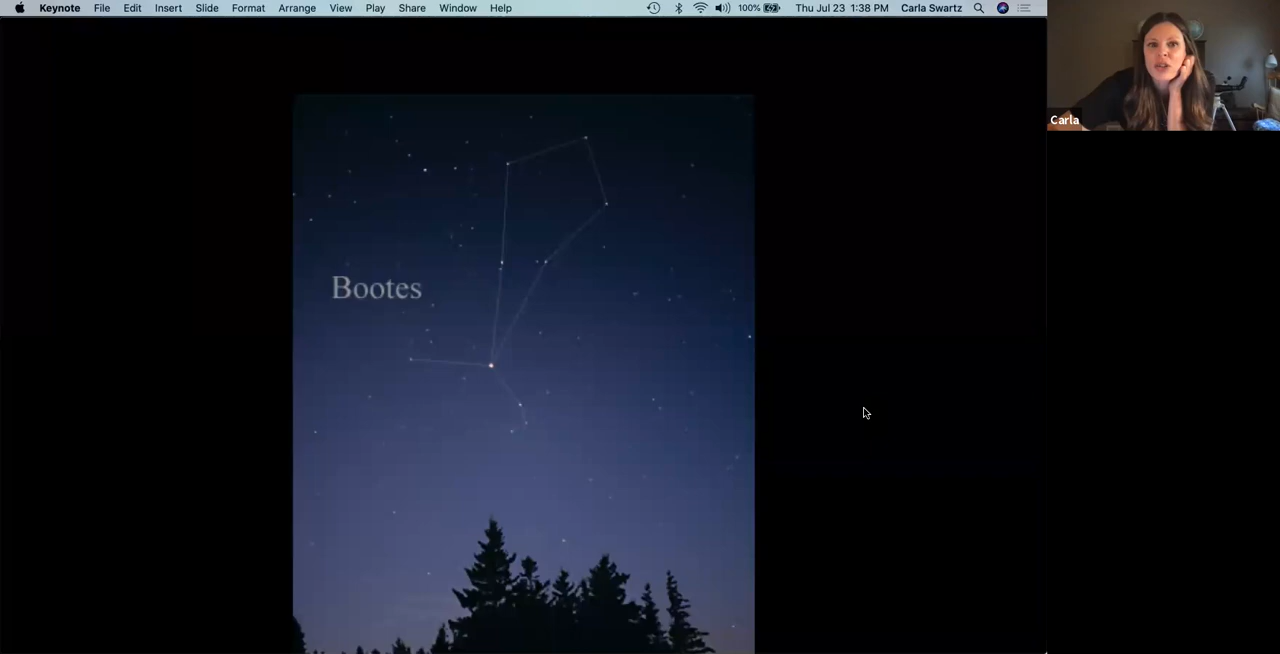 Keynote File Edit Insert Slide Format Arrange View Play Share Window Help 100% Thu Jul 23 1:38 PM Carla Swartz
Carla
Bootes